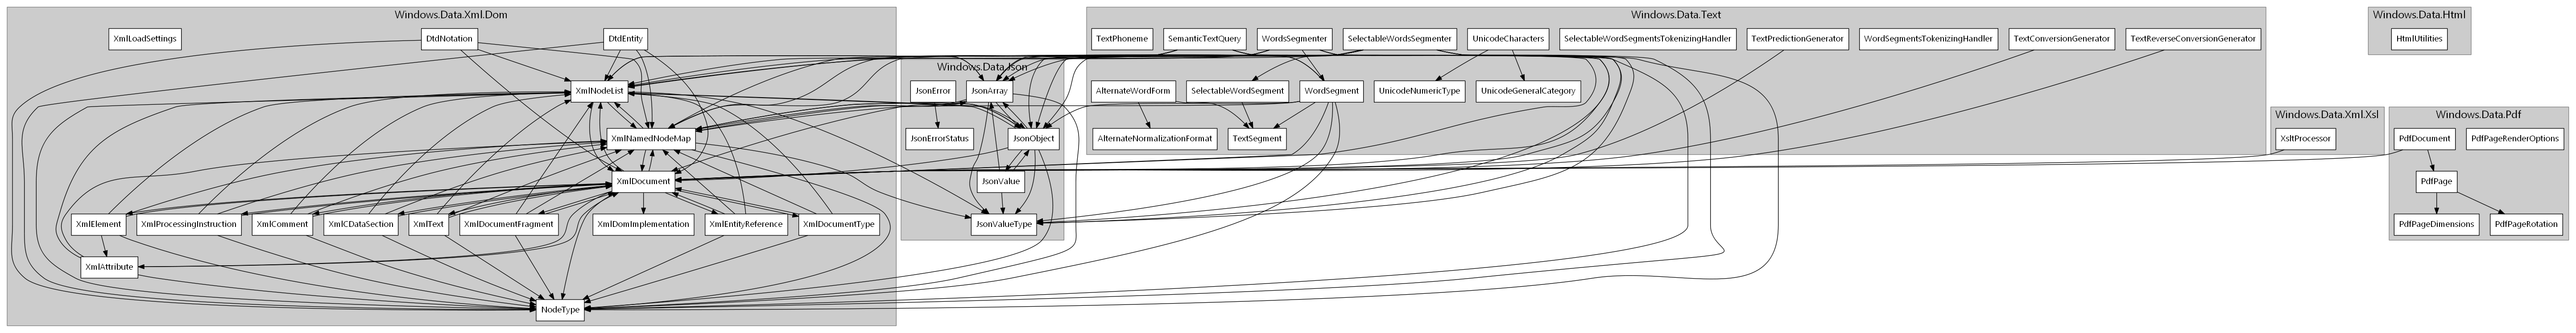 Windows.Data.Xml.Dom
XmlLoadSettings
DtdNotation
DtdEntity
XmlNodeList
XmlNamedNodeMap
XmlDocument
XmlElement
XmlProcessingInstruction
XmlComment
XmlCDataSection
XmlText
XmlDocumentFragment
XmlDomImplementation
XmlEntityReference
XmlDocumentType
XmlAttribute
NodeType
Windows.Data.Json
JsonError
JsonArray
JsonErrorStatus
JsonObject
JsonValue
JsonValueType
Windows.Data.Text
TextPhoneme
SemanticTextQuery
WordsSegmenter
SelectableWordsSegmenter
UnicodeCharacters
SelectableWordSegmentsTokenizingHandler
TextPredictionGenerator
WordSegmentsTokenizingHandler
TextConversionGenerator
TextReverseConversionGenerator
AlternateWordForm
SelectableWordSegment
WordSegment
UnicodeNumericType
UnicodeGeneralCategory
AlternateNormalizationFormat
TextSegment
Windows.Data.Html
HtmlUtilities
Windows.Data.Xml.Xsl
XsltProcessor
Windows.Data.Pdf
PdfDocument
PdfPageRenderOptions
PdfPage
PdfPageDimensions
PdfPageRotation